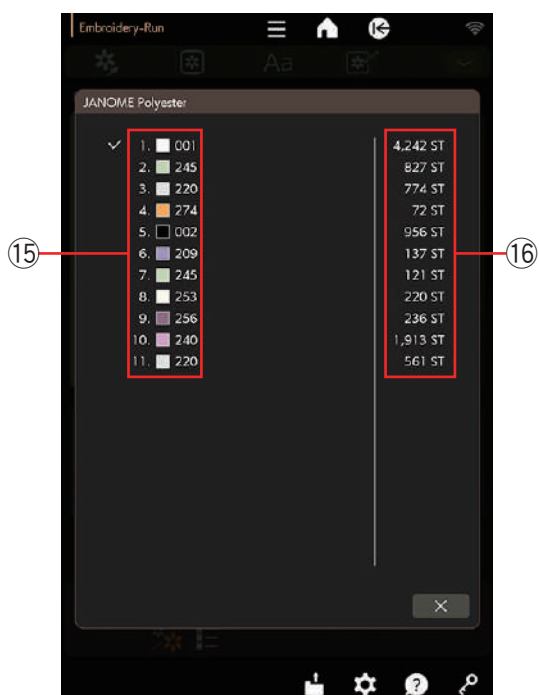 Embroidery-Run
Aa
JANOME Polyester
1. 001 4,242 ST
2. 245 827 ST
3. 220 774 ST
4. 274 72 ST
5. 002 956 ST
6. 209 137 ST
7. 245 121 ST
8. 253 220 ST
9. 256 236 ST
10. 240 1,913 ST
11. 220 561 ST
⑮ ⑯